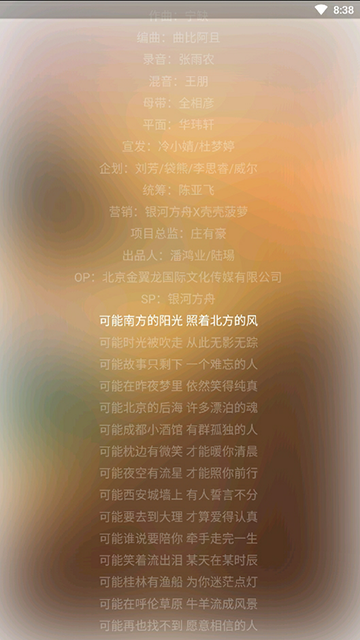 8:38
作曲：宇珏
编曲：曲比阿且
录音：张雨农
混音：王朋
母带：全相彦
平面：华玮轩
宣发：冷小婧/杜梦婷
企划：刘芳/袋熊/李思睿/威尔
统筹：陈亚飞
营销：银河方舟X壳壳菠萝
项目总监：庄有豪
出品人：潘鸿业/陆瑒
OP：北京金翼龙国际文化传媒有限公司
SP：银河方舟
可能南方的阳光 照着北方的风
可能时光被吹走 从此无影无踪
可能故事只剩下 一个难忘的人
可能在昨夜梦里 依然笑得纯真
可能北京的后海 许多漂泊的魂
可能成都小酒馆 有群孤独的人
可能枕边有微笑 才能暖你清晨
可能夜空有流星 才能照你前行
可能西安城墙上 有人誓言不分
可能要去到大理 才算爱得认真
可能谁说要陪你 牵手走完一生
可能笑着流出泪 某天在某时辰
可能桂林有渔船 为你迷茫点灯
可能在呼伦草原 牛羊流成风景
可能再也找不到 愿意相信的人